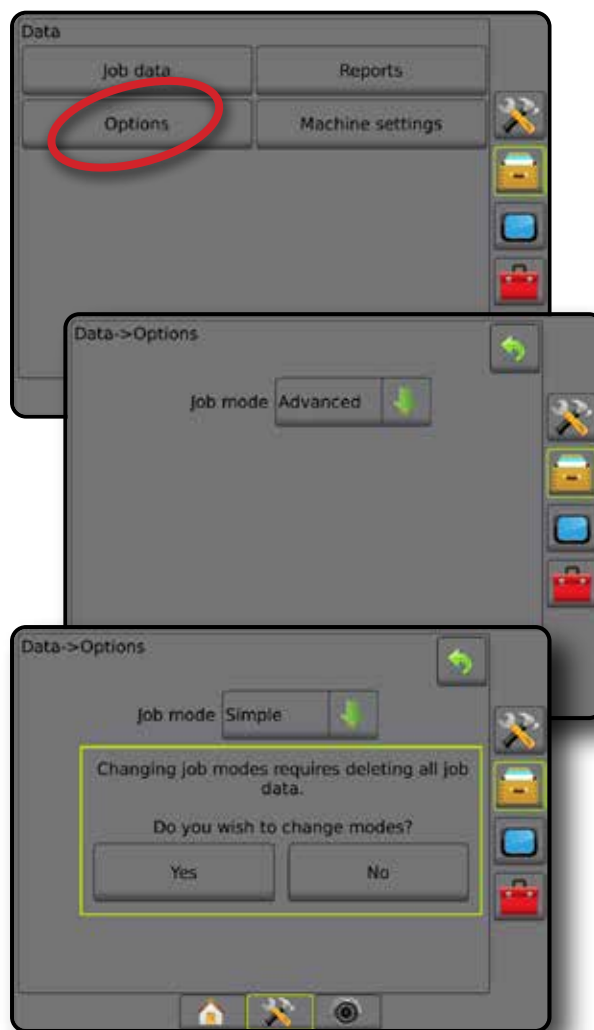 Data
Job data
Reports
Options
Machine settings
Data->Options
Job mode Advanced
Data->Options
Job mode Simple
Changing job modes requires deleting all job
data.
Do you wish to change modes?
Yes
No